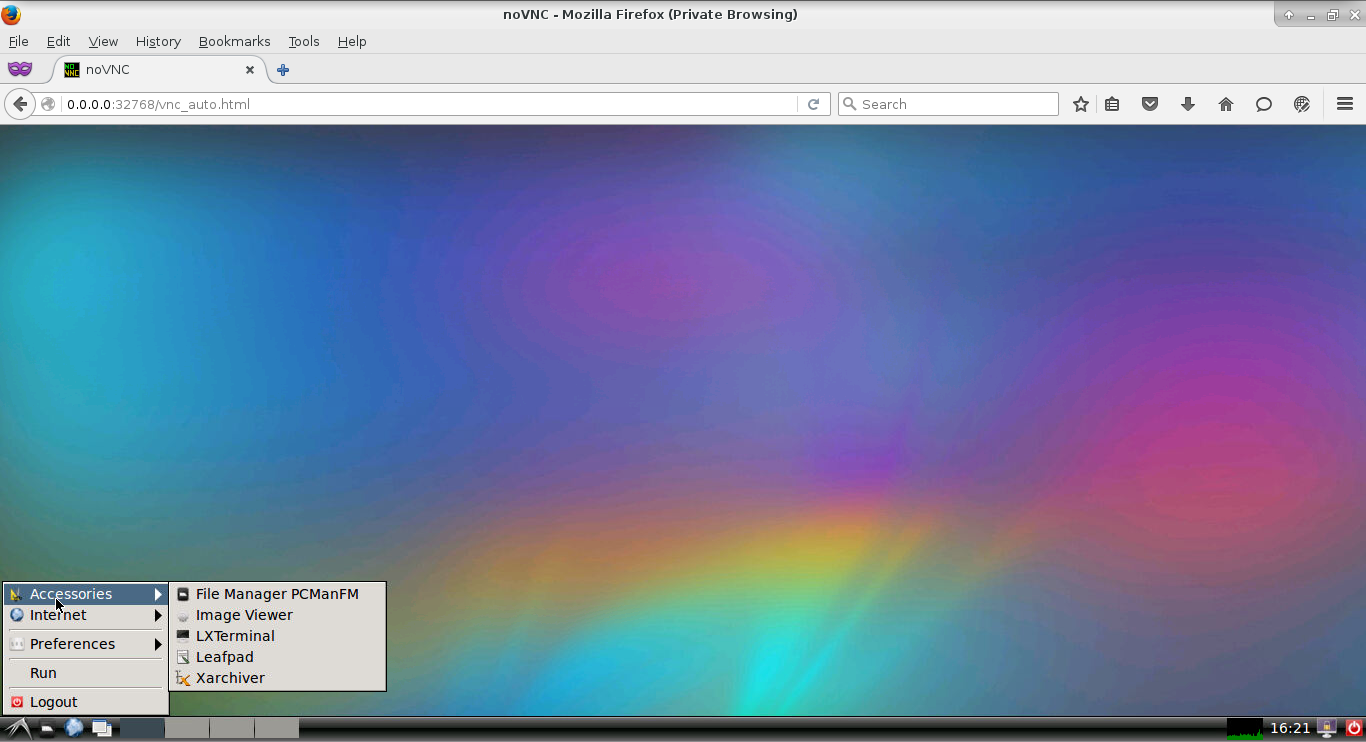 noVNC - Mozilla Firefox (Private Browsing)
File Edit View History Bookmarks Tools Help
noVNC
0.0.0.0:32768/vnc_auto.html
Search
Accessories
Internet
Preferences
Run
Logout
File Manager PCManFM
Image Viewer
LXTerminal
Leafpad
Xarchiver
16:21